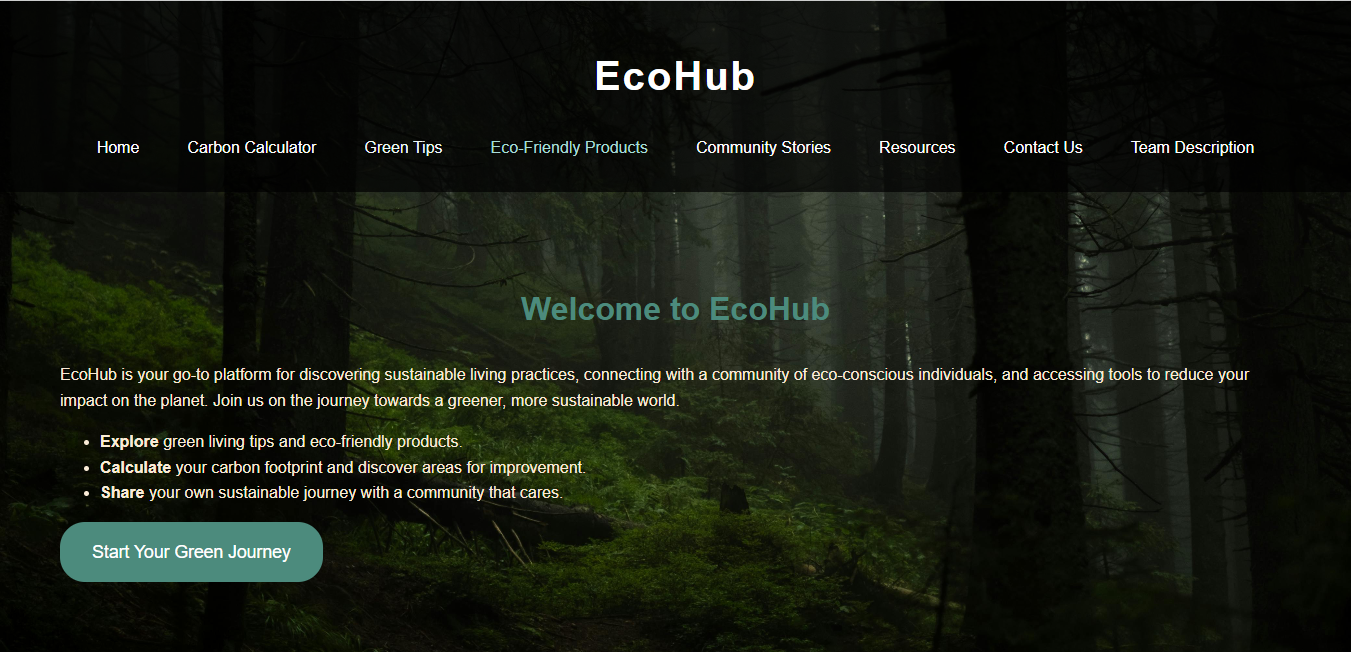 EcoHub
Home Carbon Calculator Green Tips Eco-Friendly Products Community Stories Resources Contact Us Team Description
Welcome to EcoHub
EcoHub is your go-to platform for discovering sustainable living practices, connecting with a community of eco-conscious individuals, and accessing tools to reduce your
impact on the planet. Join us on the journey towards a greener, more sustainable world.
• Explore green living tips and eco-friendly products.
• Calculate your carbon footprint and discover areas for improvement.
• Share your own sustainable journey with a community that cares.
Start Your Green Journey